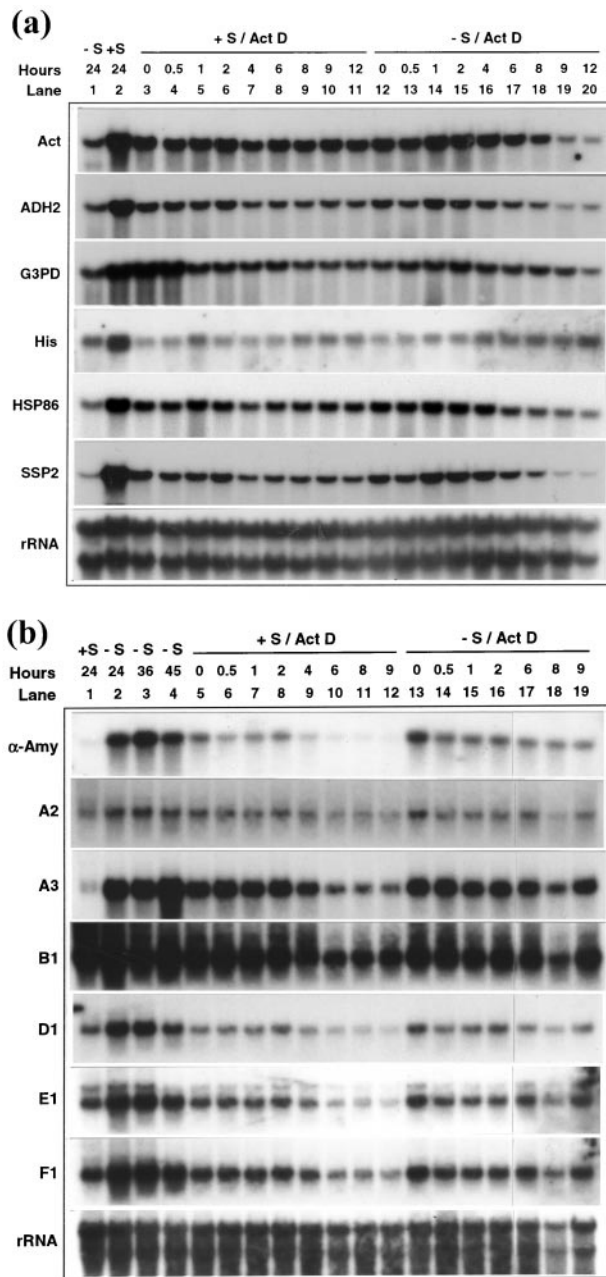 (a)
- S +S + S / Act D - S / Act D
Hours 24 24 0 0.5 1 2 4 6 8 9 12 0 0.5 1 2 4 6 8 9 12
Lane 1 2 3 4 5 6 7 8 9 10 11 12 13 14 15 16 17 18 19 20
Act
ADH2
G3PD
His
HSP86
SSP2
rRNA
(b)
+S - S - S - S + S / Act D - S / Act D
Hours 24 24 36 45 0 0.5 1 2 4 6 8 9 0 0.5 1 2 6 8 9
Lane 1 2 3 4 5 6 7 8 9 10 11 12 13 14 15 16 17 18 19
α-Amy
A2
A3
B1
D1
E1
F1
rRNA